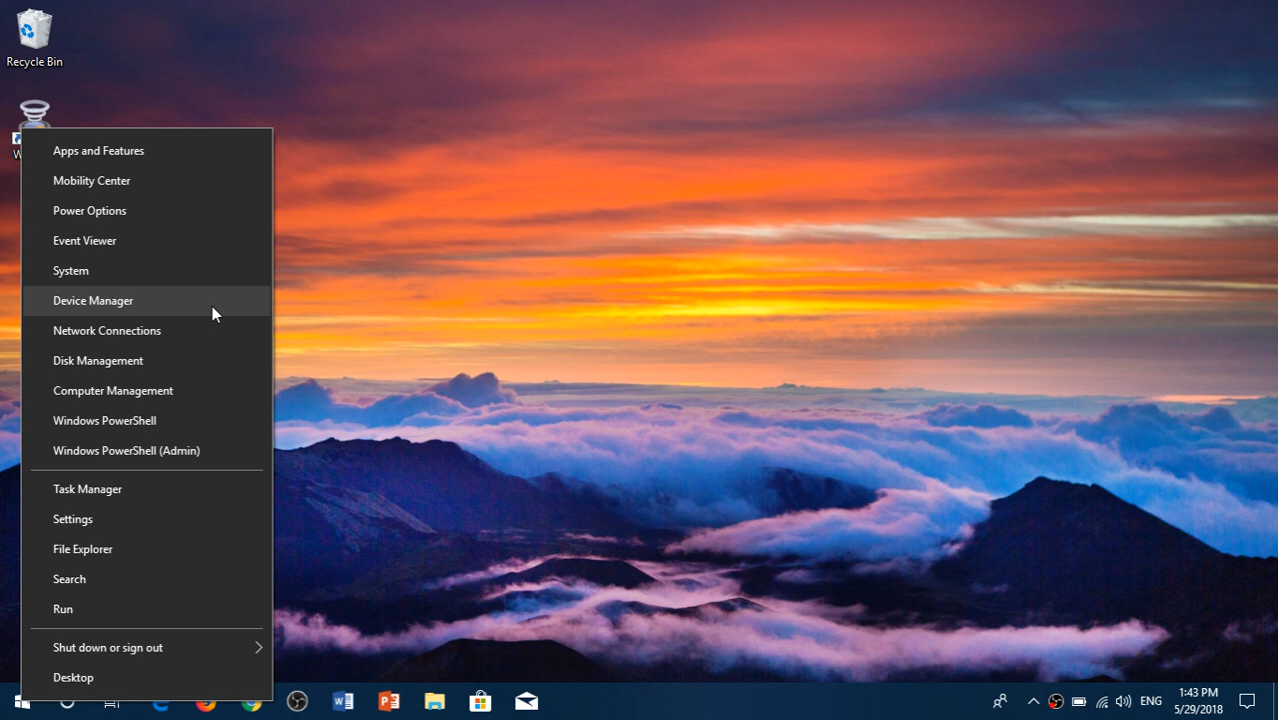 Recycle Bin
W
Apps and Features
Mobility Center
Power Options
Event Viewer
System
Device Manager
Network Connections
Disk Management
Computer Management
Windows PowerShell
Windows PowerShell (Admin)
Task Manager
Settings
File Explorer
Search
Run
Shut down or sign out
Desktop
ENG
1:43 PM
5/29/2018